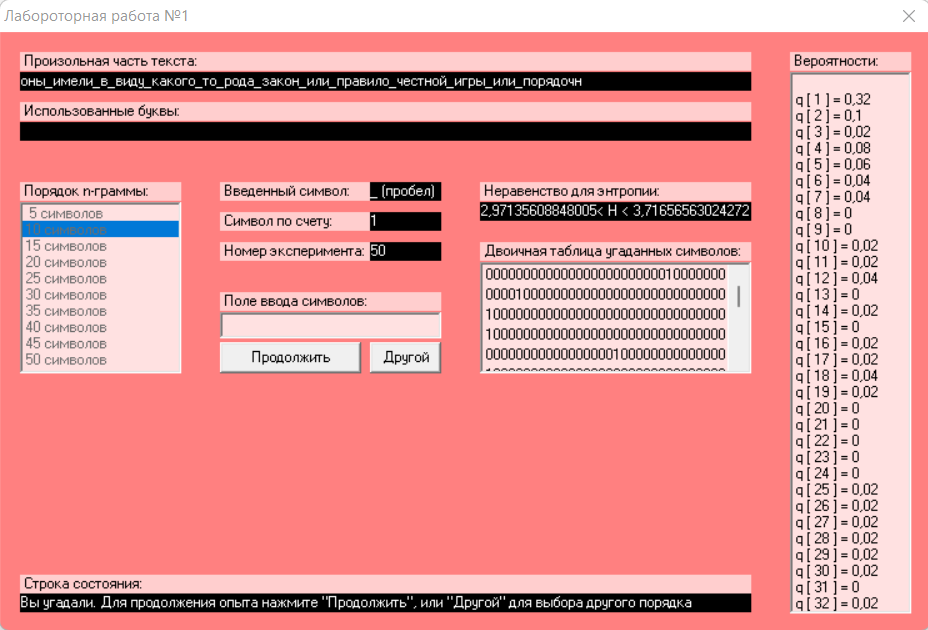 Лабороторная работа №1
Произольная часть текста:
оны_имели_в_виду_какого_то_рода_закон_или_правило_честной_игры_или_порядочн
Использованные буквы:
Порядок n-граммы:
5 символов
10 символов
15 символов
20 символов
25 символов
30 символов
35 символов
40 символов
45 символов
50 символов
Введенный символ: _ (пробел)
Символ по счету: 1
Номер эксперимента: 50
Поле ввода символов:
Продолжить
Другой
Неравенство для энтропии:
2,97135608848005< H < 3,71656563024272
Двоичная таблица угаданных символов:
00000000000000000000000010000000
00001000000000000000000000000000
10000000000000000000000000000000
10000000000000000000000000000000
00000000000000001000000000000000
Вероятности:
q [ 1 ] = 0,32
q [ 2 ] = 0,1
q [ 3 ] = 0,02
q [ 4 ] = 0,08
q [ 5 ] = 0,06
q [ 6 ] = 0,04
q [ 7 ] = 0,04
q [ 8 ] = 0
q [ 9 ] = 0
q [ 10 ] = 0,02
q [ 11 ] = 0,02
q [ 12 ] = 0,04
q [ 13 ] = 0
q [ 14 ] = 0,02
q [ 15 ] = 0
q [ 16 ] = 0,02
q [ 17 ] = 0,02
q [ 18 ] = 0,04
q [ 19 ] = 0,02
q [ 20 ] = 0
q [ 21 ] = 0
q [ 22 ] = 0
q [ 23 ] = 0
q [ 24 ] = 0
q [ 25 ] = 0,02
q [ 26 ] = 0,02
q [ 27 ] = 0,02
q [ 28 ] = 0,02
q [ 29 ] = 0,02
q [ 30 ] = 0,02
q [ 31 ] = 0
q [ 32 ] = 0,02
Строка состояния:
Вы угадали. Для продолжения опыта нажмите "Продолжить", или "Другой" для выбора другого порядка